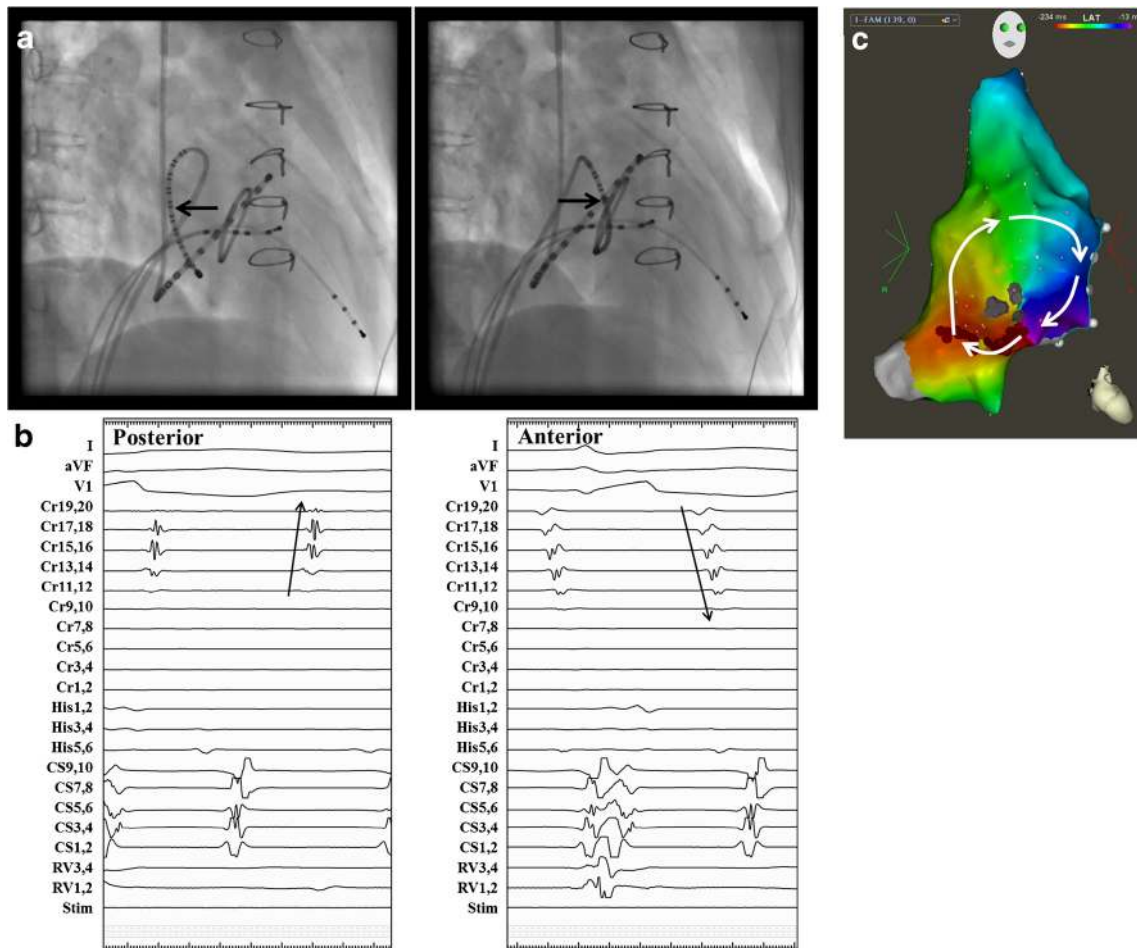 a
c
1-FAM (139, 0)
-234 ms LAT -13 m
R
b
Posterior
I
aVF
V1
Cr19,20
Cr17,18
Cr15,16
Cr13,14
Cr11,12
Cr9,10
Cr7,8
Cr5,6
Cr3,4
Cr1,2
His1,2
His3,4
His5,6
CS9,10
CS7,8
CS5,6
CS3,4
CS1,2
RV3,4
RV1,2
Stim
Anterior
I
aVF
V1
Cr19,20
Cr17,18
Cr15,16
Cr13,14
Cr11,12
Cr9,10
Cr7,8
Cr5,6
Cr3,4
Cr1,2
His1,2
His3,4
His5,6
CS9,10
CS7,8
CS5,6
CS3,4
CS1,2
RV3,4
RV1,2
Stim